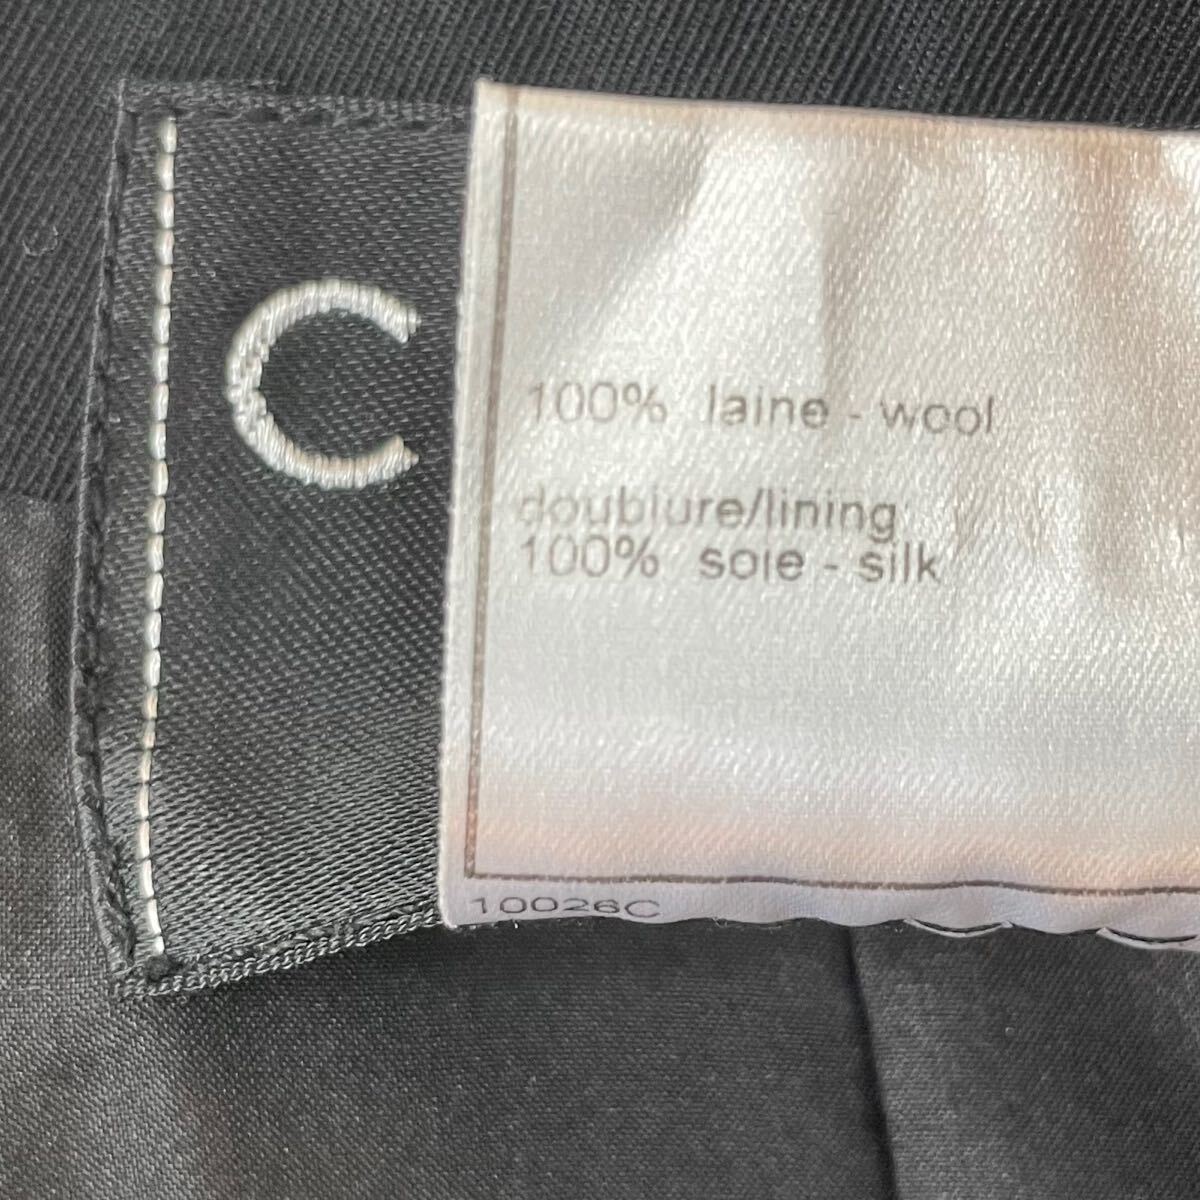 C
100% laine - wool
doublure/lining
100% soie - silk
10026C